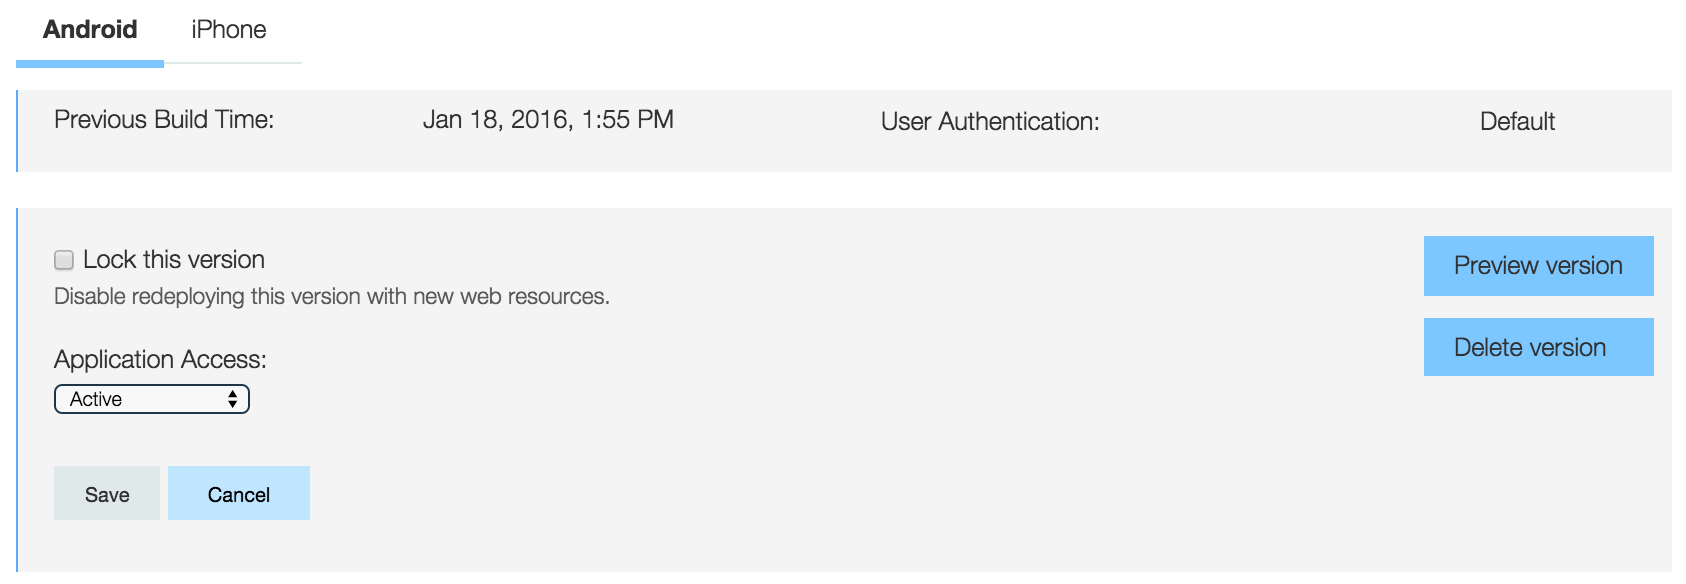 Android iPhone
Previous Build Time: Jan 18, 2016, 1:55 PM User Authentication: Default
Lock this version
Preview version
Disable redeploying this version with new web resources.
Delete version
Application Access:
Active
Save Cancel